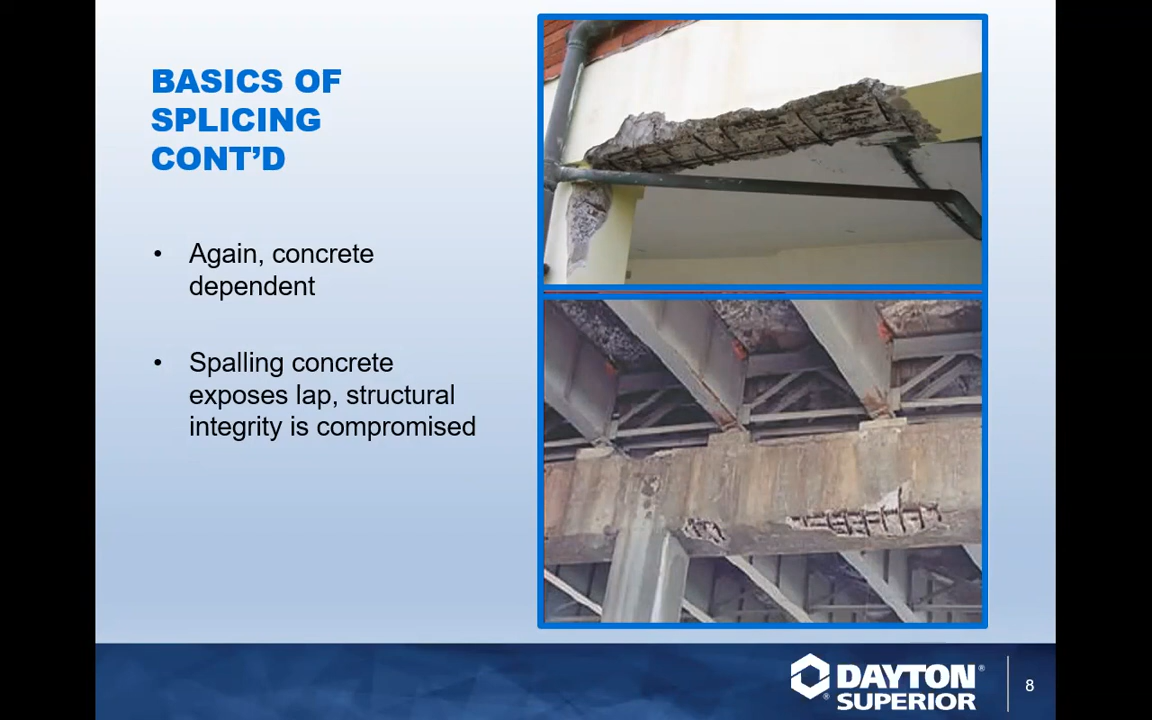 BASICS OF
SPLICING
CONT’D
• Again, concrete
dependent
• Spalling concrete
exposes lap, structural
integrity is compromised
DAYTON®
® SUPERIOR
8